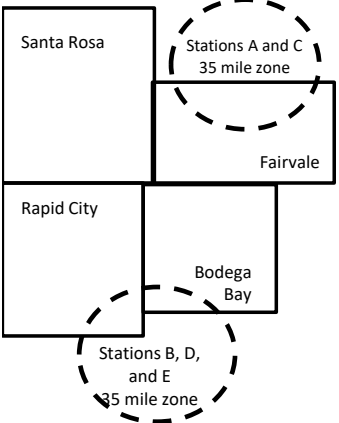 Santa Rosa
Stations A and C
35 mile zone
Fairvale
Rapid City
Bodega
Bay
Stations B, D,
and E
35 mile zone